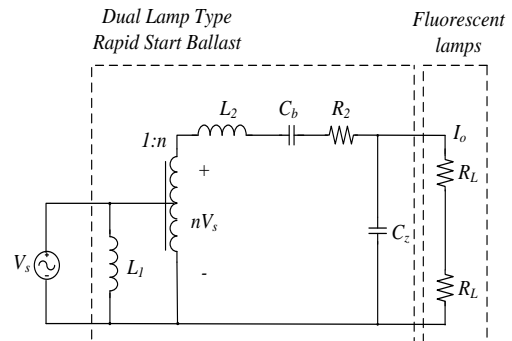 Dual Lamp Type
Rapid Start Ballast
Fluorescent
lamps
L2
Cb
R2
1:n
Io
+
RL
nVs
Cz
Vs
L1
-
RL